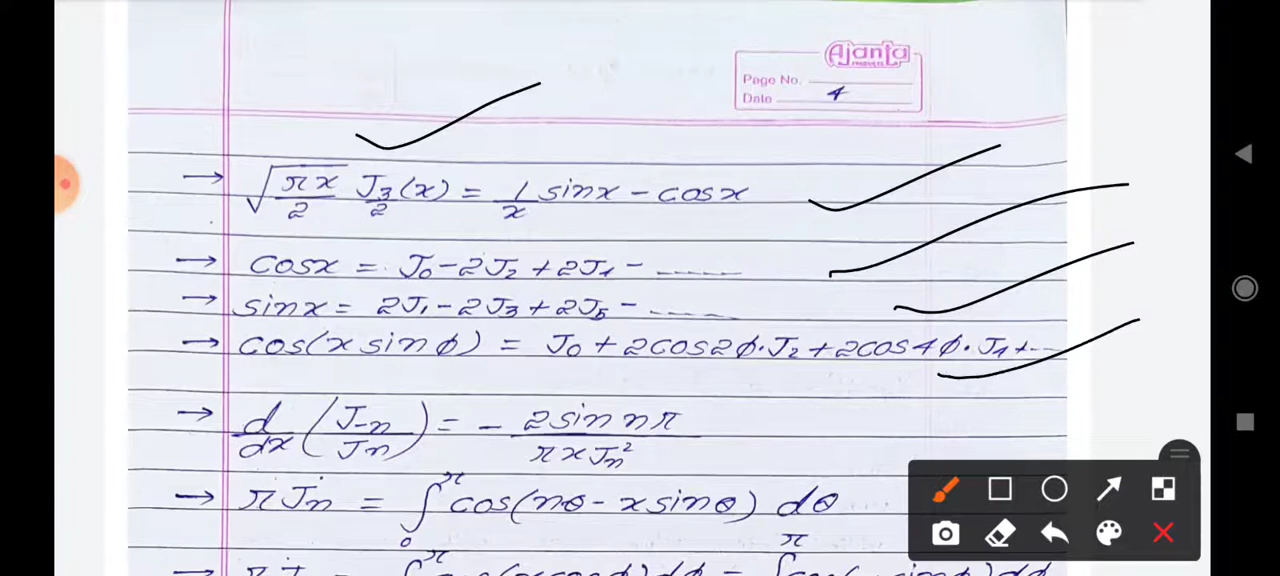 Ajanta
PRODUCTS
Page No.
Date 4
→ √(πx/2) J_{3/2}(x) = 1/x sinx - cosx
→ cosx = J₀ - 2J₂ + 2J₄ - ......
→ sinx = 2J₁ - 2J₃ + 2J₅ - ......
→ cos(x sinϕ) = J₀ + 2cos2ϕ·J₂ + 2cos4ϕ·J₄ + ...
→ d/dx (J₋ₙ/Jₙ) = - 2 sin nπ / πx Jₙ²
→ πJₙ = ∫₀^π cos(nθ - x sinθ) dθ